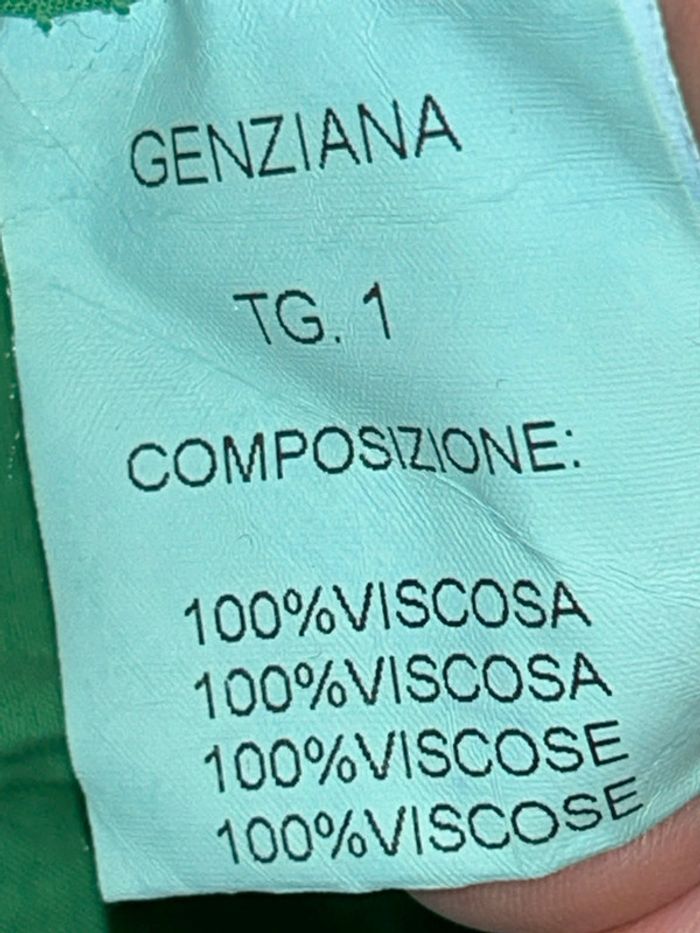 GENZIANA
TG. 1
COMPOSIZIONE:
100%VISCOSA
100%VISCOSA
100%VISCOSE
100%VISCOSE